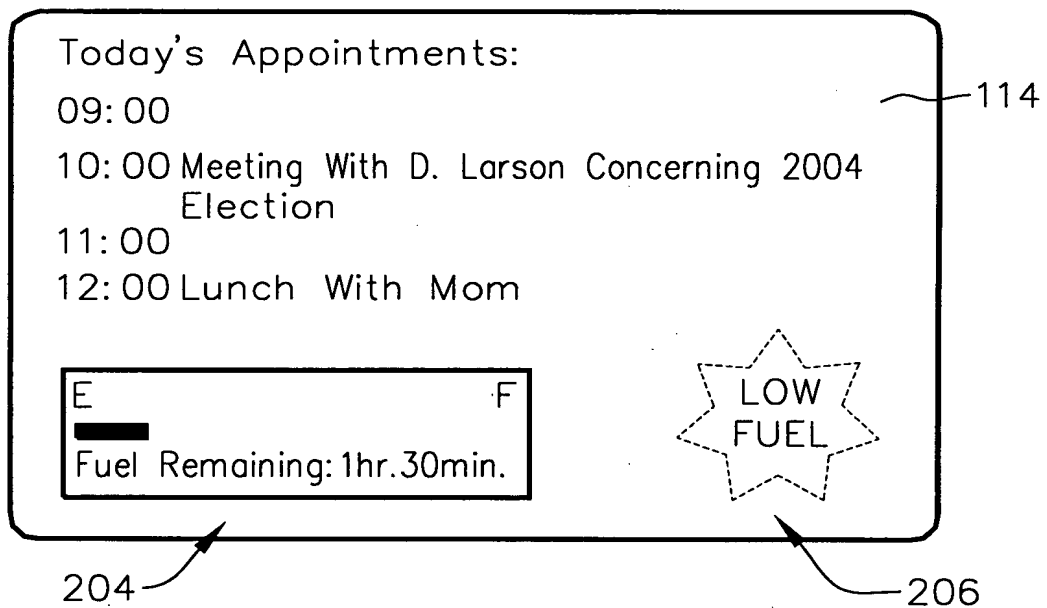 Today's Appointments:
09:00
114
10:00 Meeting With D. Larson Concerning 2004
Election
11:00
12:00 Lunch With Mom
E F
Fuel Remaining: 1hr. 30min.
LOW
FUEL
204
206